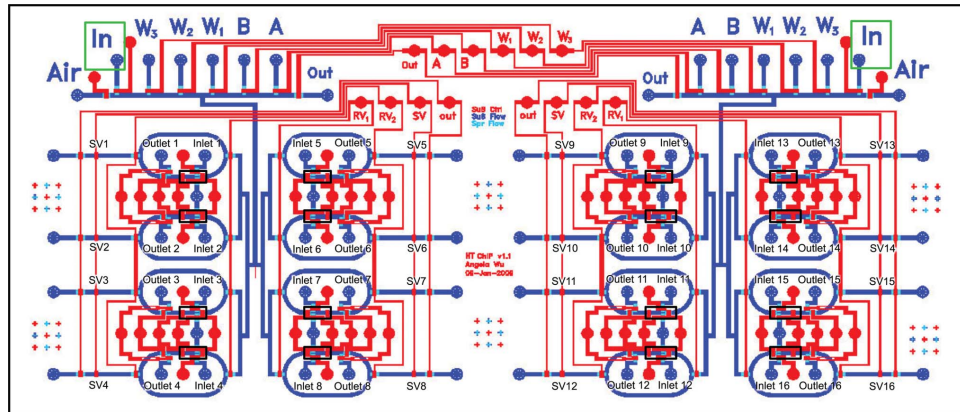 In W3 W2 W1 B A
Air
Out
Out A B W1 W2 W3
A B W1 W2 W3 In
Out
Air
RV1 RV2 SV out
Sub Ctrl
Sub Flow
Spr Flow
out SV RV2 RV1
SV1 Outlet 1 Inlet 1 Inlet 5 Outlet 5 SV5
SV9 Outlet 9 Inlet 9 Inlet 13 Outlet 13 SV13
SV2 Outlet 2 Inlet 2 Inlet 6 Outlet 6 SV6
SV10 Outlet 10 Inlet 10 Inlet 14 Outlet 14 SV14
HT ChIP v1.1
Angela Wu
06-Jan-2008
SV3 Outlet 3 Inlet 3 Inlet 7 Outlet 7 SV7
SV11 Outlet 11 Inlet 11 Inlet 15 Outlet 15 SV15
SV4 Outlet 4 Inlet 4 Inlet 8 Outlet 8 SV8
SV12 Outlet 12 Inlet 12 Inlet 16 Outlet 16 SV16